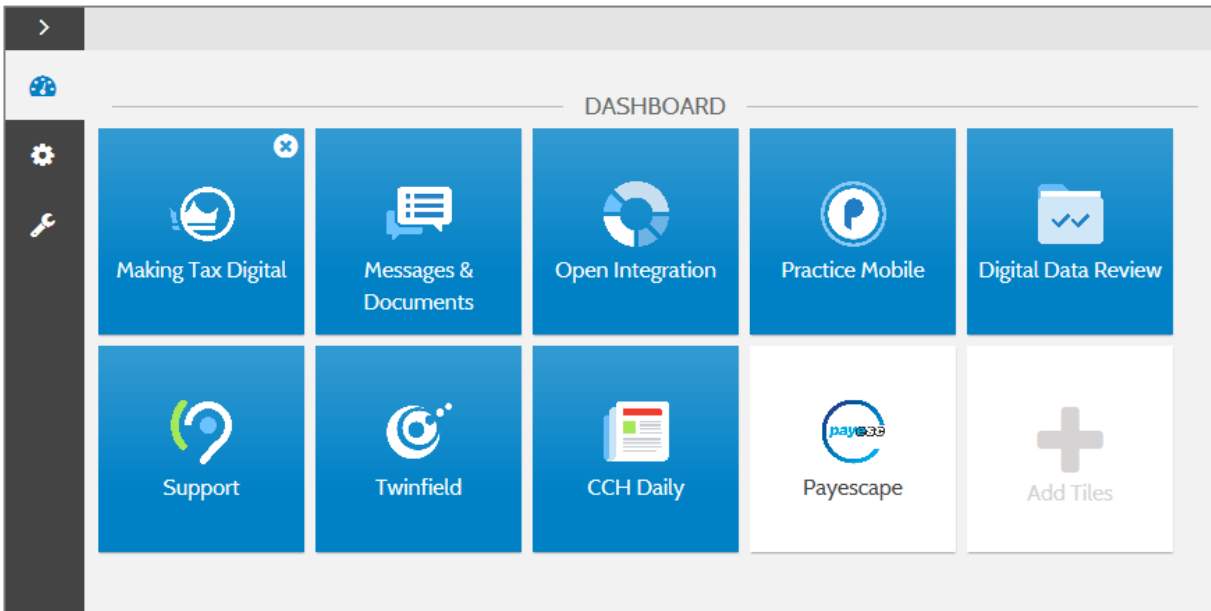 DASHBOARD
Making Tax Digital
Messages &
Documents
Open Integration
Practice Mobile
Digital Data Review
Support
Twinfield
CCH Daily
payesc
Payescape
Add Tiles